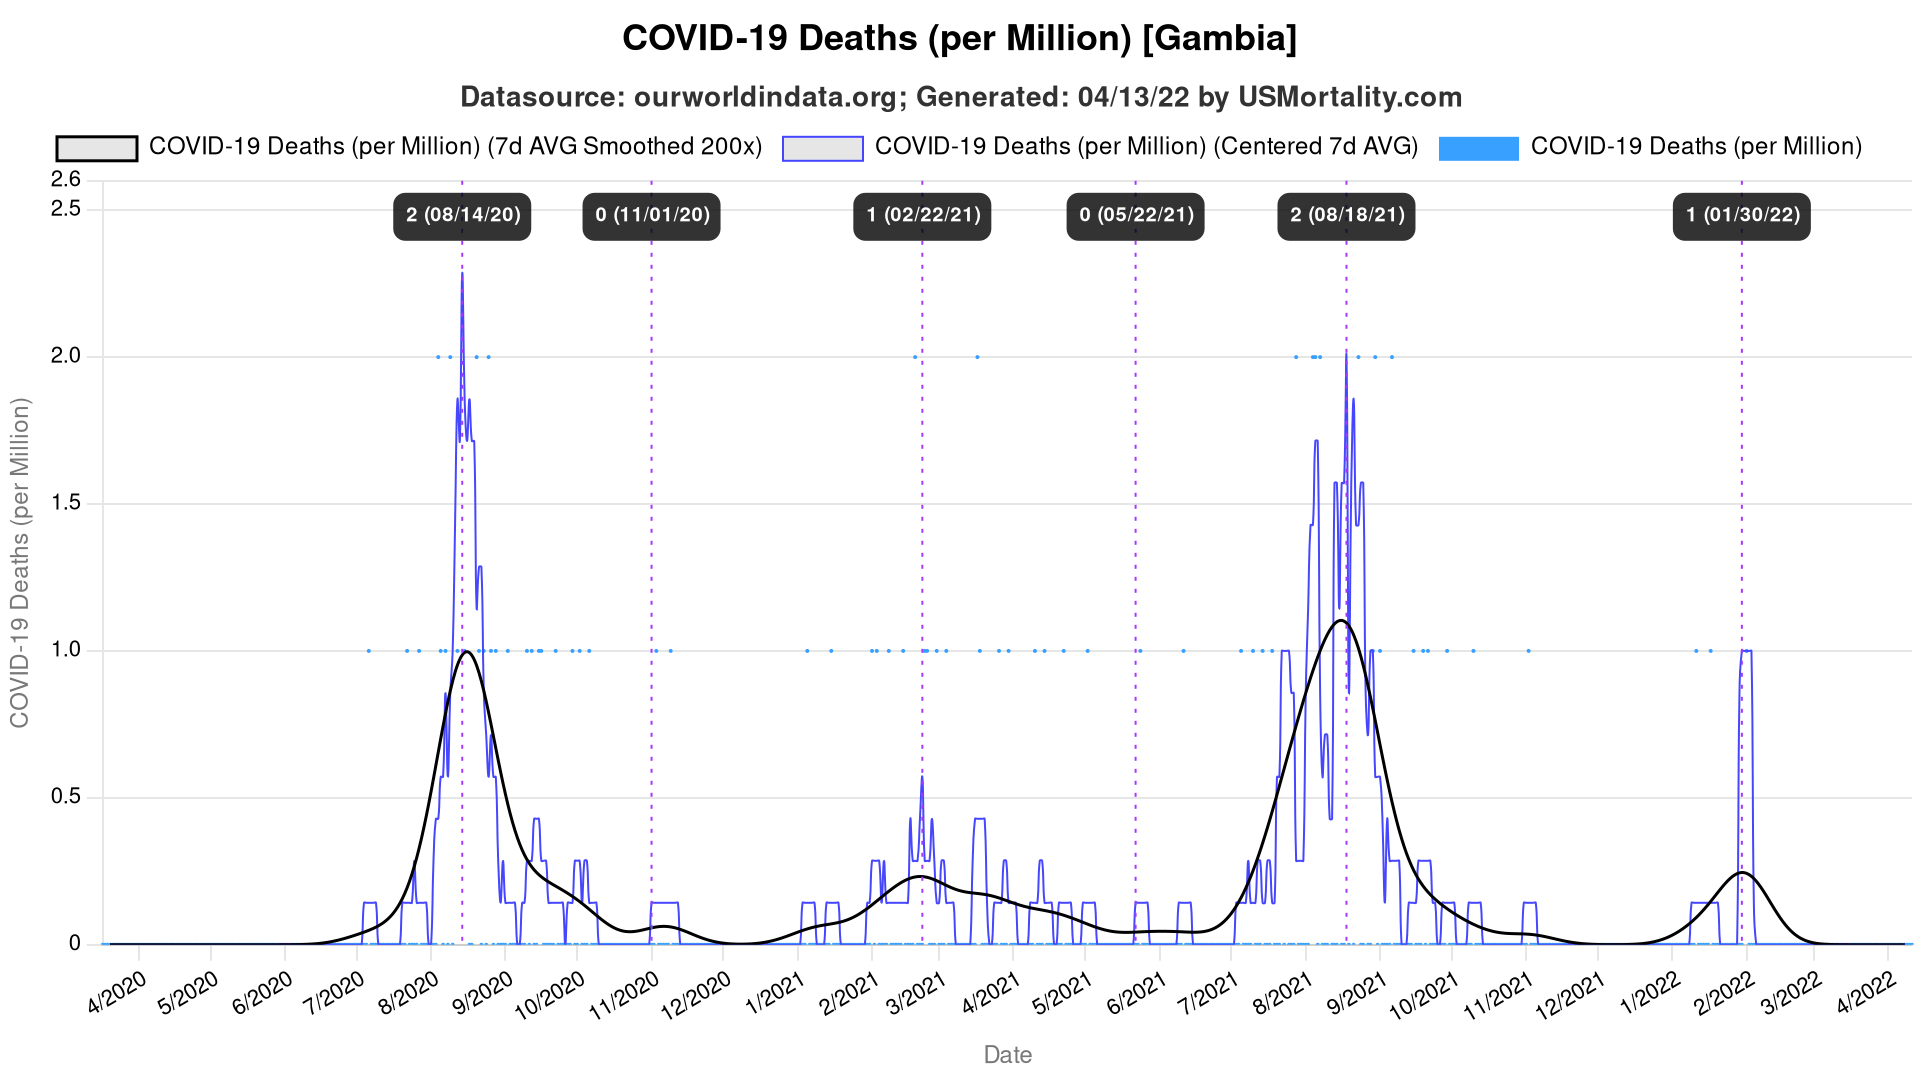 COVID-19 Deaths (per Million) [Gambia]
Datasource: ourworldindata.org; Generated: 04/13/22 by USMortality.com
COVID-19 Deaths (per Million) (7d AVG Smoothed 200x) COVID-19 Deaths (per Million) (Centered 7d AVG) COVID-19 Deaths (per Million)
2.6
2.5
2 (08/14/20) 0 (11/01/20) 1 (02/22/21) 0 (05/22/21) 2 (08/18/21) 1 (01/30/22)
2.0
1.5
1.0
0.5
0
COVID-19 Deaths (per Million)
4/2020 5/2020 6/2020 7/2020 8/2020 9/2020 10/2020 11/2020 12/2020 1/2021 2/2021 3/2021 4/2021 5/2021 6/2021 7/2021 8/2021 9/2021 10/2021 11/2021 12/2021 1/2022 2/2022 3/2022 4/2022
Date